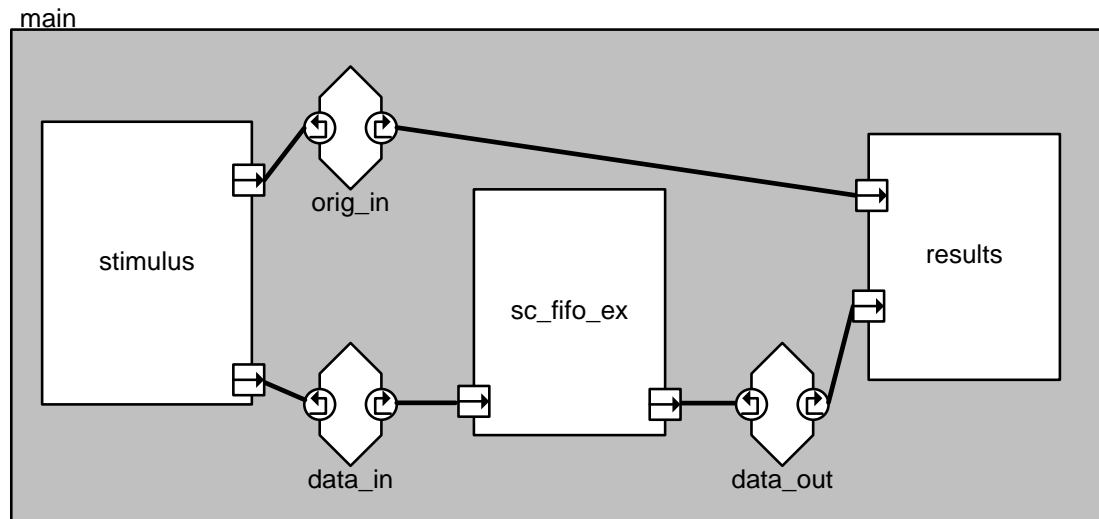 main
orig_in
stimulus
results
sc_fifo_ex
data_in
data_out